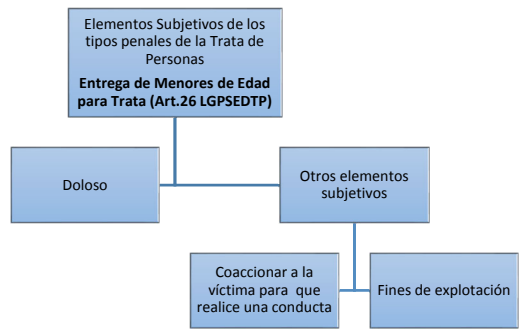 Elementos Subjetivos de los
tipos penales de la Trata de
Personas
Entrega de Menores de Edad
para Trata (Art.26 LGPSEDTP)
Doloso
Otros elementos
subjetivos
Coaccionar a la
víctima para que
realice una conducta
Fines de explotación